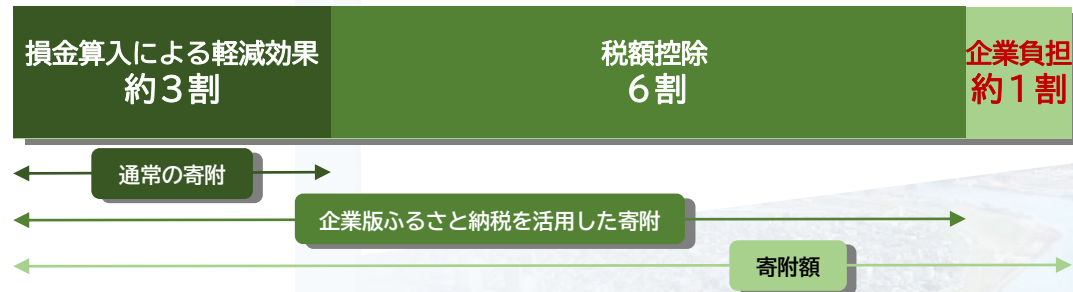 損金算入による軽減効果
約３割
税額控除
６割
企業負担
約１割
通常の寄附
企業版ふるさと納税を活用した寄附
寄附額